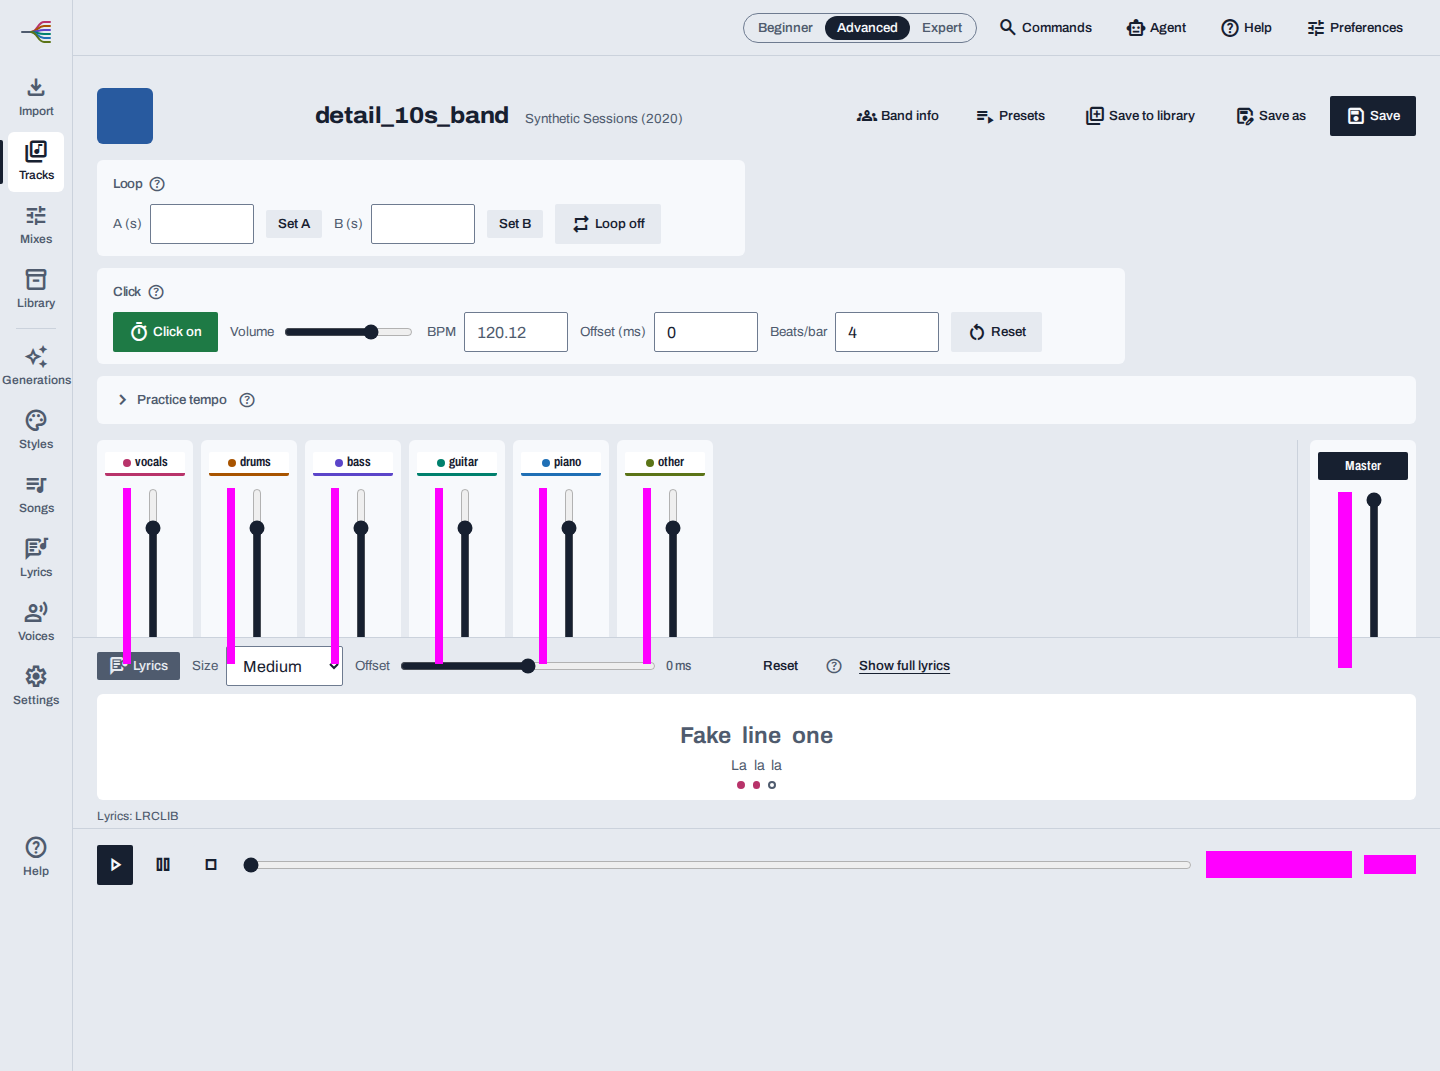 Beginner Advanced Expert Commands Agent Help Preferences
Import
Tracks
Mixes
Library
Generations
Styles
Songs
Lyrics
Voices
Settings
Help
detail_10s_band Synthetic Sessions (2020) Band info Presets Save to library Save as Save
Loop
A (s) Set A B (s) Set B Loop off
Click
Click on Volume BPM 120.12 Offset (ms) 0 Beats/bar 4 Reset
Practice tempo
vocals drums bass guitar piano other Master
Lyrics Size Medium Offset 0 ms Reset Show full lyrics
Fake line one
La la la
Lyrics: LRCLIB